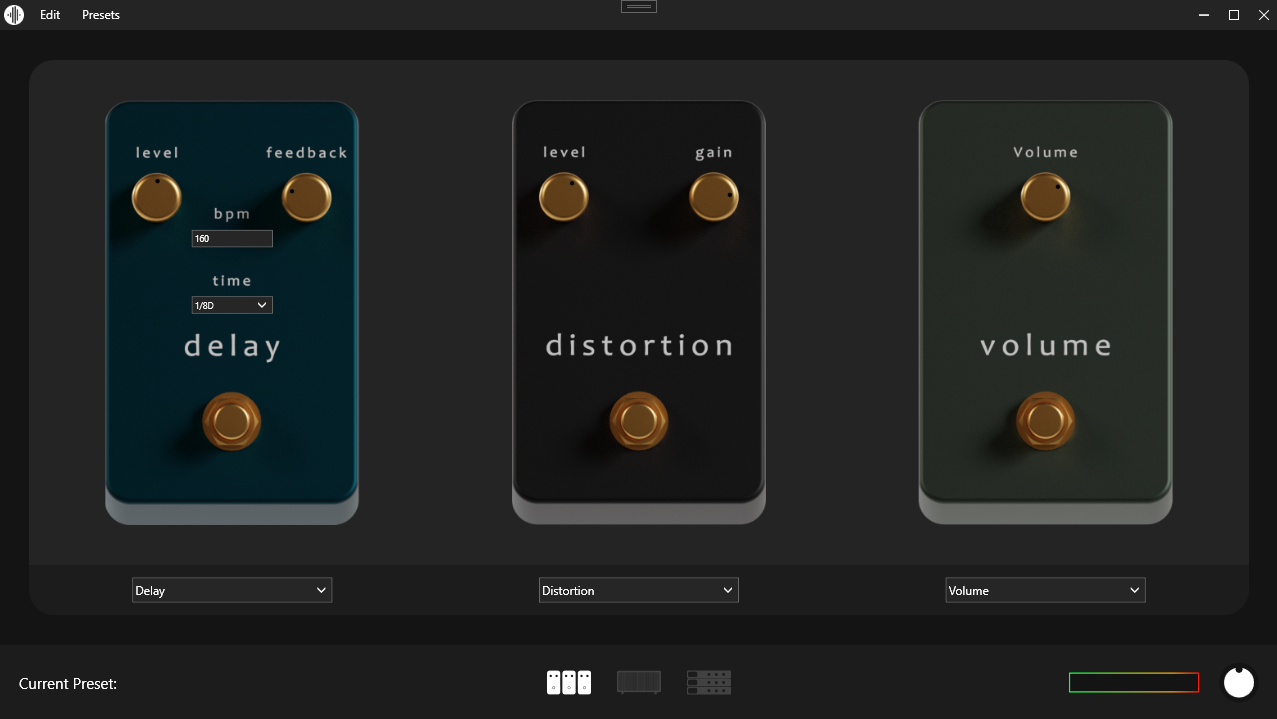 Edit Presets
level
feedback
bpm
160
time
1/8D
delay
level
gain
distortion
Volume
volume
Delay
Distortion
Volume
Current Preset: